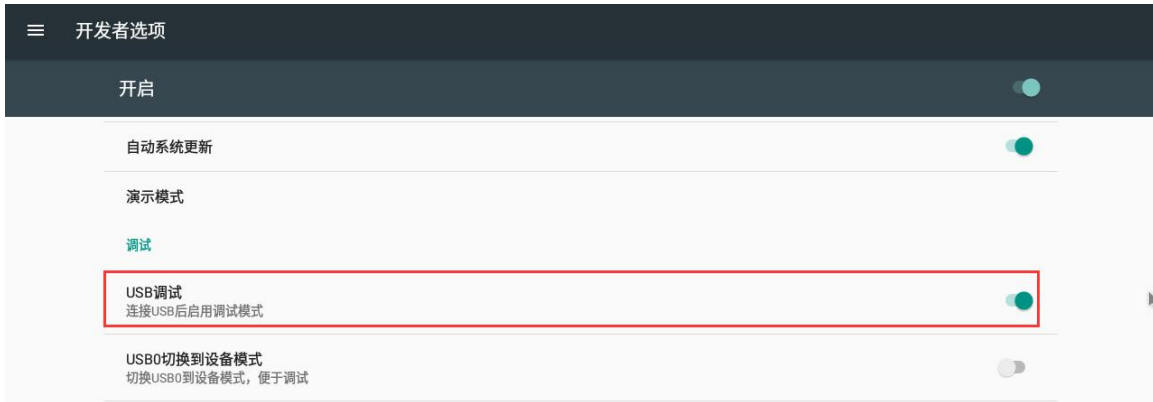 开发者选项
开启
自动系统更新
演示模式
调试
USB调试
连接USB后启用调试模式
USB0切换到设备模式
切换USB0到设备模式，便于调试